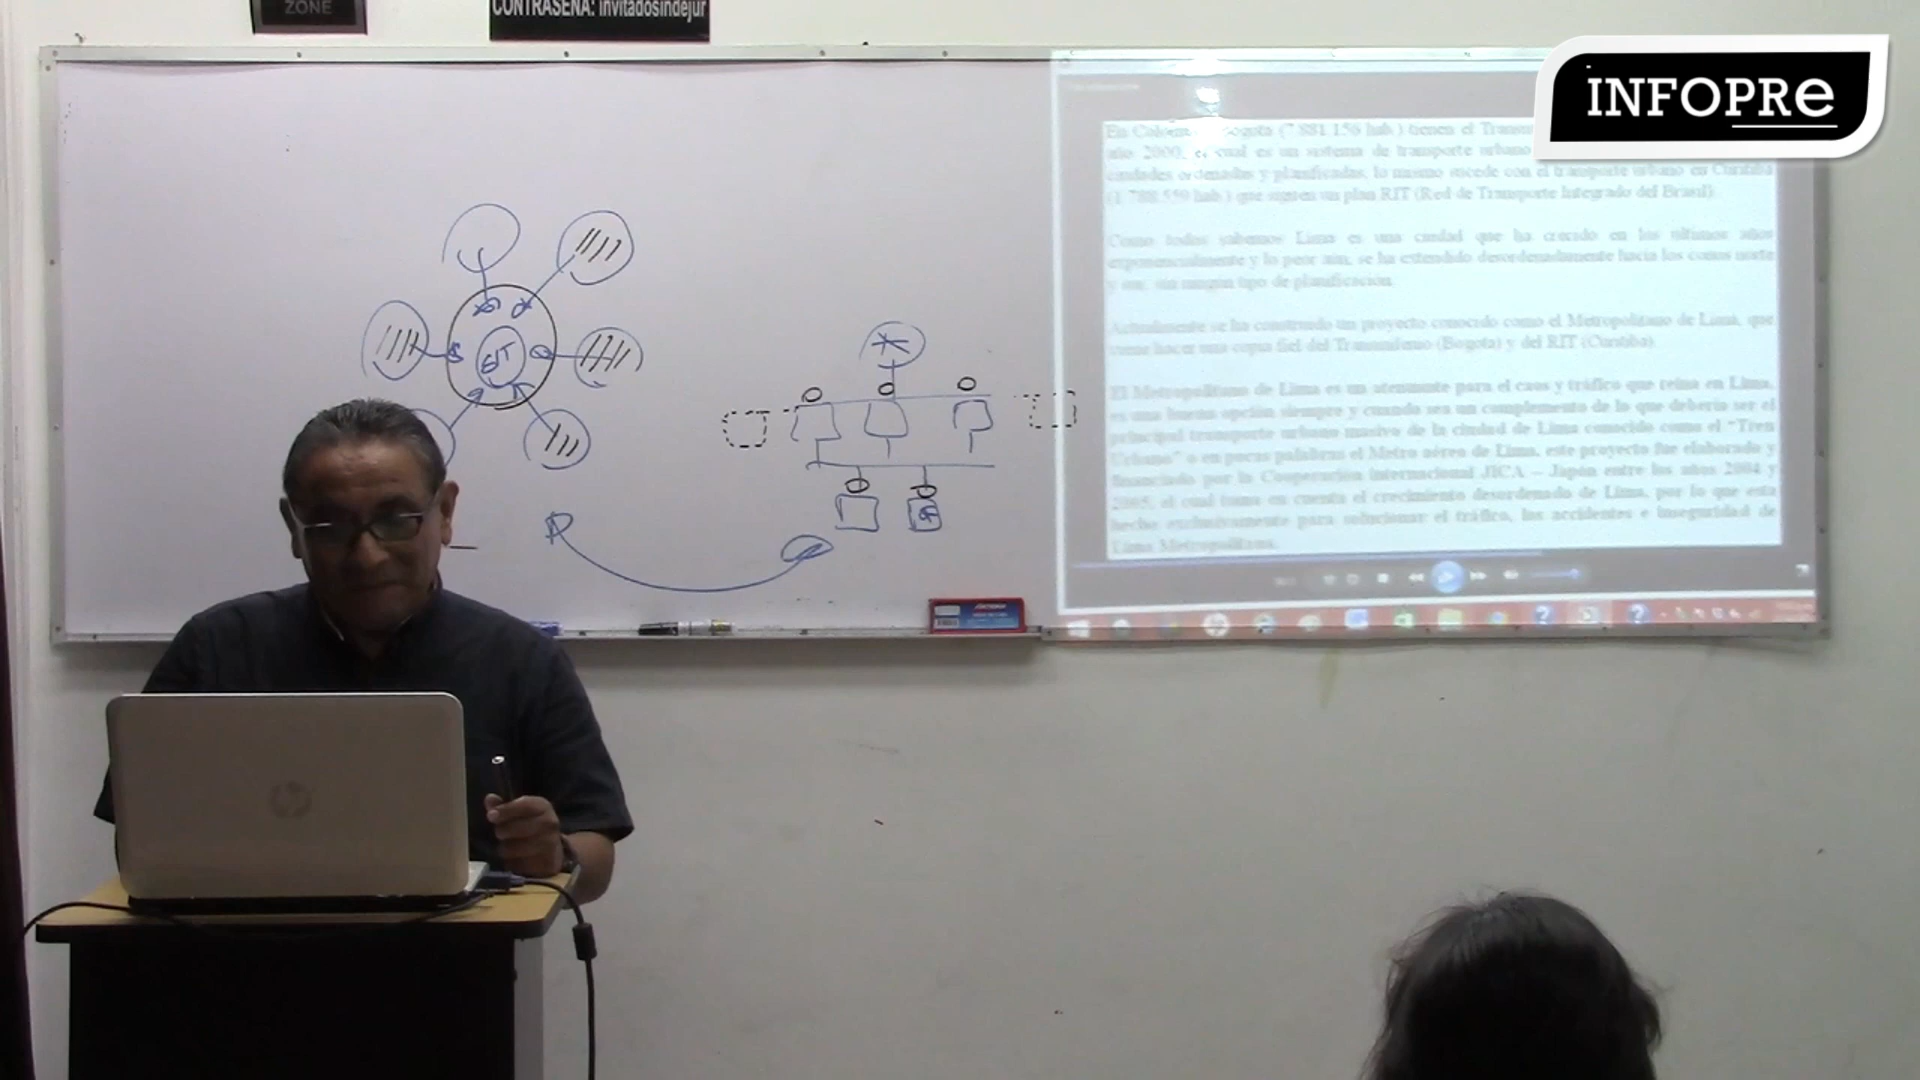 ZONE
CONTRASEÑA: invitadosindejur
INFOPRe
En Bogota (7.881.156 hab.) tienen el
año 2000, el cual es un sistema de transporte urbano
ciudades ordenadas y planificadas, lo mismo sucede con el transporte urbano en Curitiba
(1.788.559 hab.) que siguen un plan RIT (Red de Transporte Integrado del Brasil)
Como todos sabemos Lima es una ciudad que ha crecido en los últimos años
exponencialmente y lo peor aún, se ha extendido desordenadamente hacia los conos norte
y sur, sin ningún tipo de planificación.
Actualmente se ha construido un proyecto conocido como el Metropolitano de Lima, que
viene hacer una copia fiel del Transmilenio (Bogota) y del RIT (Curitiba)
El Metropolitano de Lima es un atenuante para el caos y tráfico que reina en Lima,
es una buena opción siempre y cuando sea un complemento de lo que debería ser el
principal transporte urbano masivo de la ciudad de Lima conocido como el "Tren
Urbano" o en pocas palabras el Metro aéreo de Lima, este proyecto fue elaborado y
financiado por la Cooperación internacional JICA – Japón entre los años 2004 y
2005, el cual toma en cuenta el crecimiento desordenado de Lima, por lo que esta
hecho exclusivamente para solucionar el tráfico, los accidentes e inseguridad de
Lima Metropolitana.